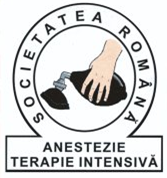 SOCIETATEA ROMÂNĂ
ANESTEZIE
TERAPIE INTENSIVĂ